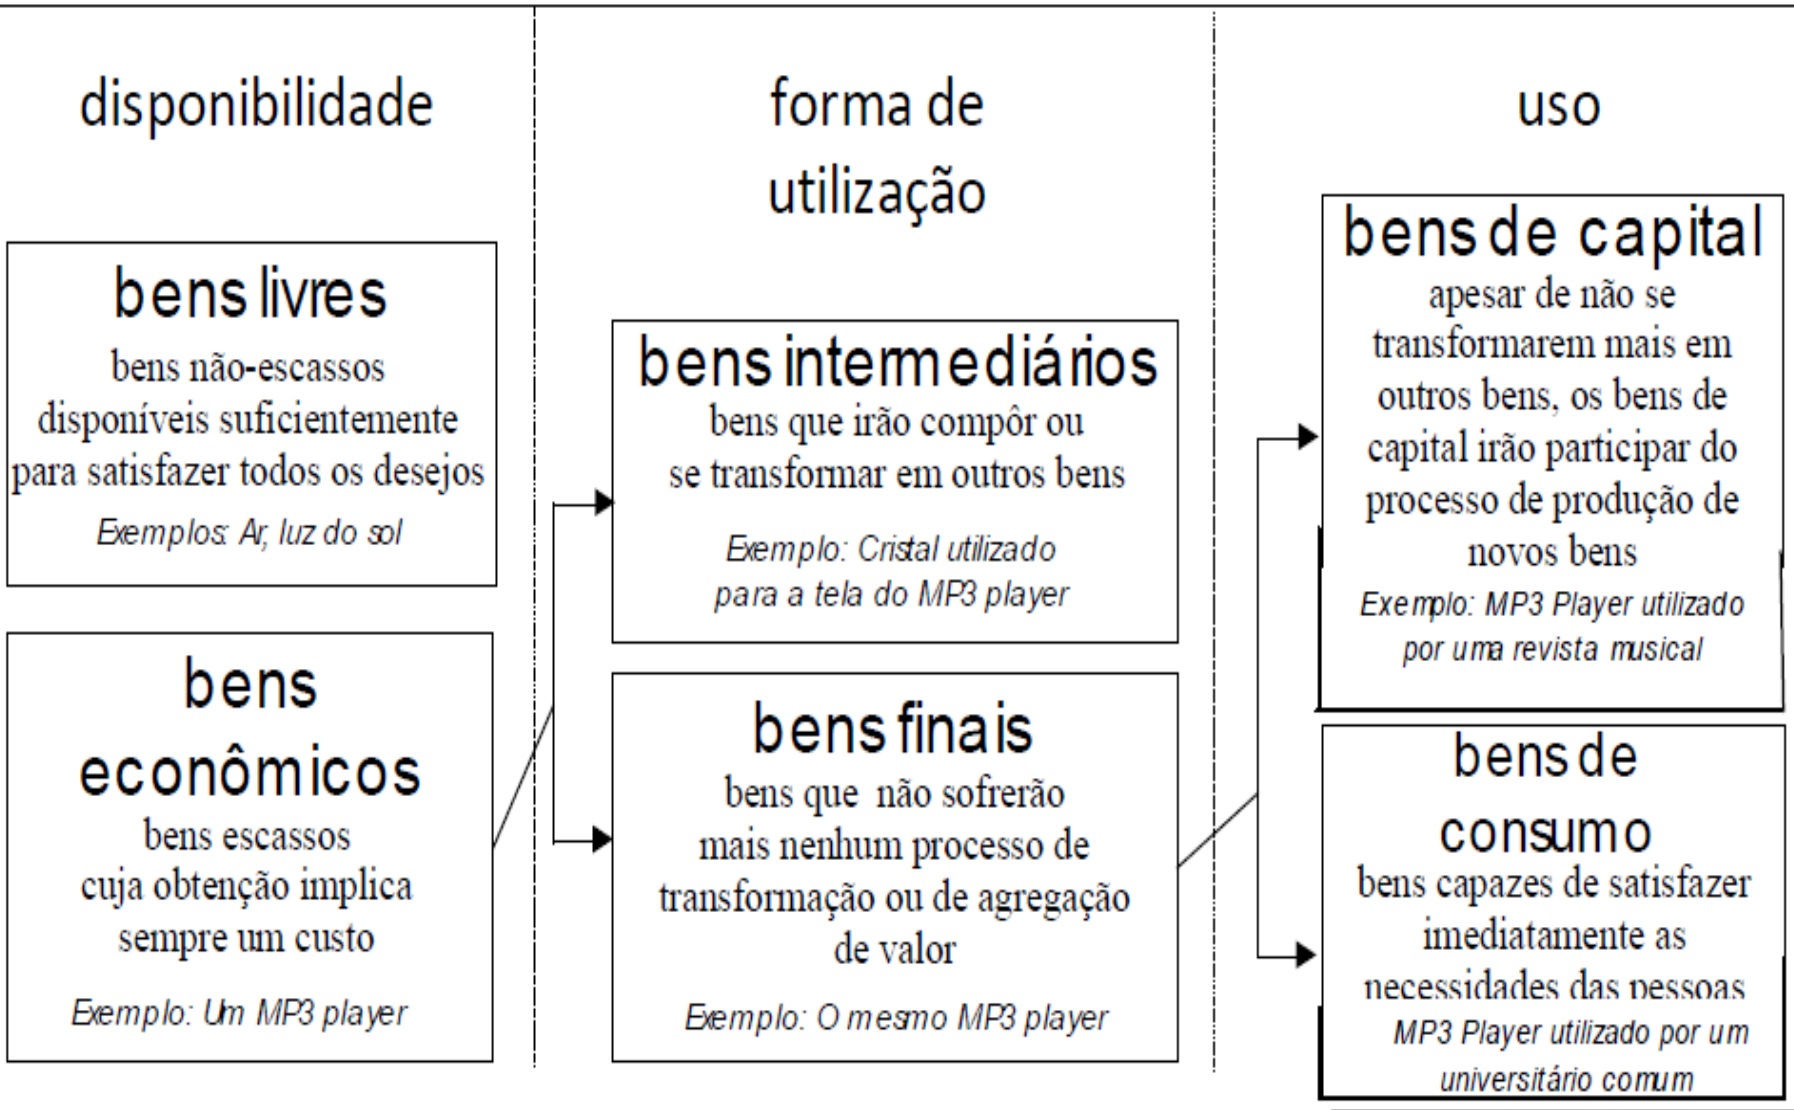 disponibilidade
bens livres
bens não-escassos
disponíveis suficientemente
para satisfazer todos os desejos
Exemplos: Ar, luz do sol
bens
econômicos
bens escassos
cuja obtenção implica
sempre um custo
Exemplo: Um MP3 player
forma de
utilização
bens intermediários
bens que irão compôr ou
se transformar em outros bens
Exemplo: Cristal utilizado
para a tela do MP3 player
bens finais
bens que não sofrerão
mais nenhum processo de
transformação ou de agregação
de valor
Exemplo: O mesmo MP3 player
uso
bens de capital
apesar de não se
transformarem mais em
outros bens, os bens de
capital irão participar do
processo de produção de
novos bens
Exemplo: MP3 Player utilizado
por uma revista musical
bens de
consumo
bens capazes de satisfazer
imediatamente as
necessidades das pessoas
MP3 Player utilizado por um
universitário comum